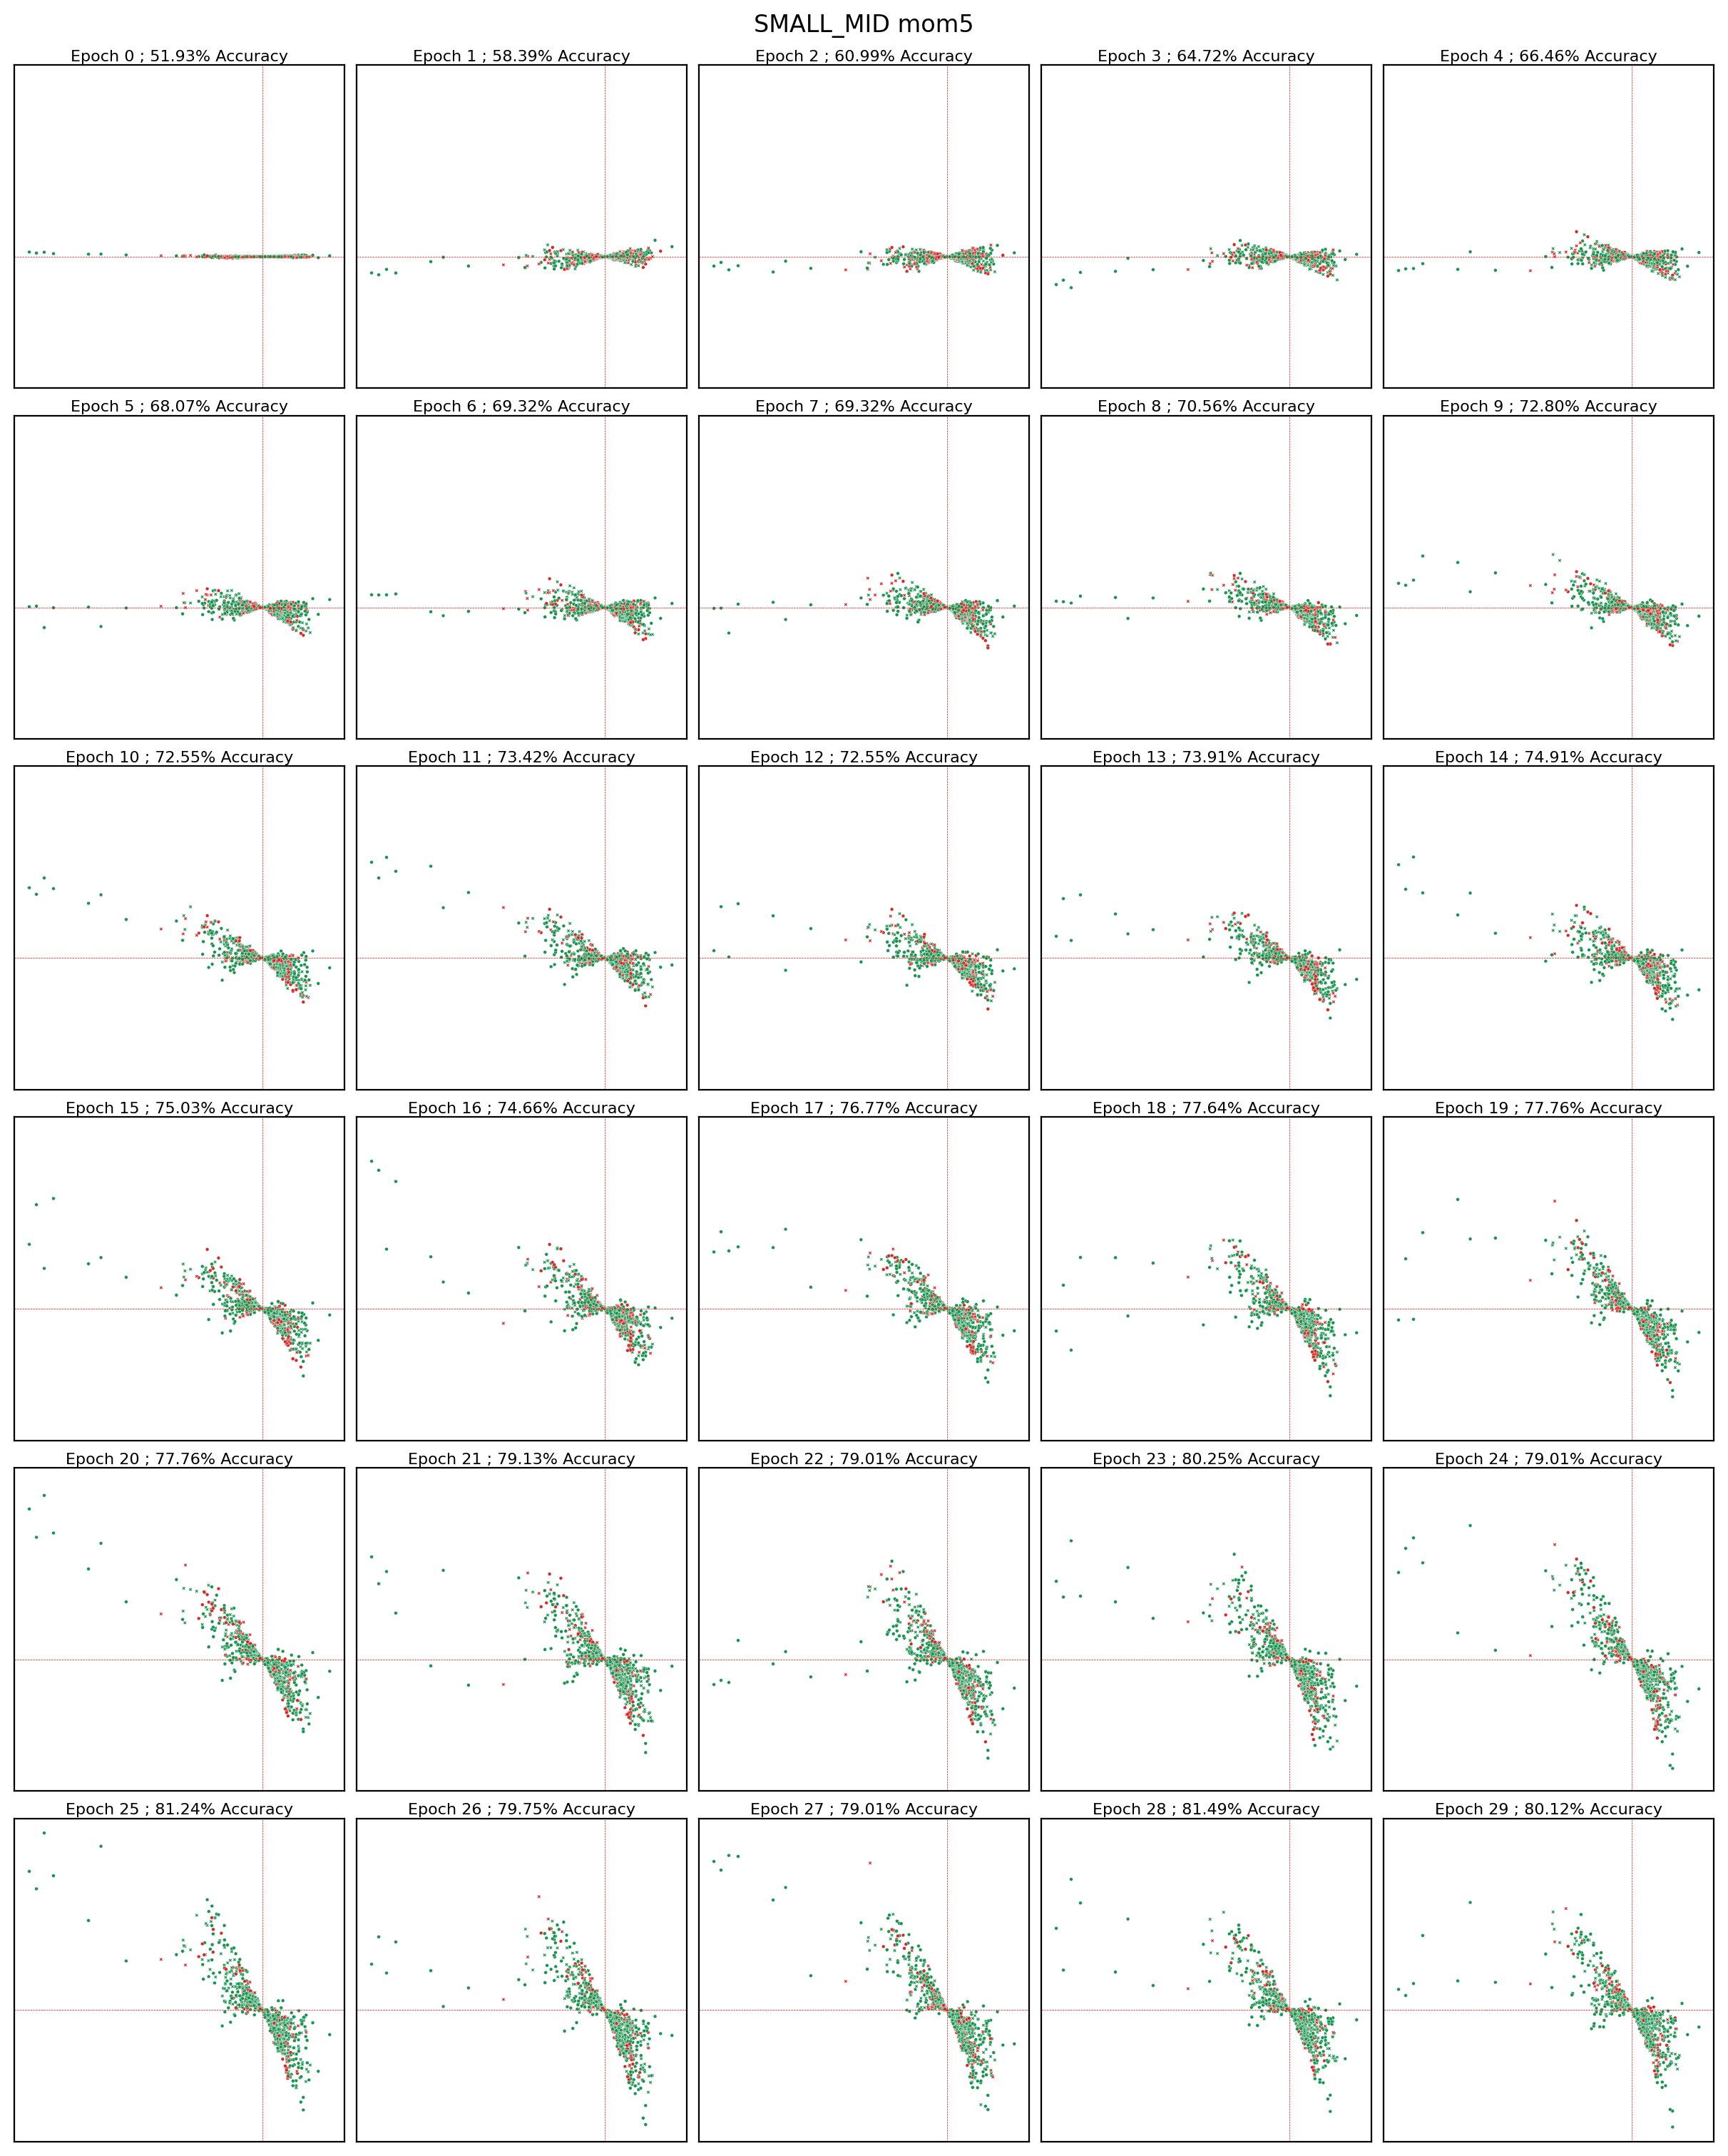 SMALL_MID mom5
Epoch 0 ; 51.93% Accuracy
Epoch 1 ; 58.39% Accuracy
Epoch 2 ; 60.99% Accuracy
Epoch 3 ; 64.72% Accuracy
Epoch 4 ; 66.46% Accuracy
Epoch 5 ; 68.07% Accuracy
Epoch 6 ; 69.32% Accuracy
Epoch 7 ; 69.32% Accuracy
Epoch 8 ; 70.56% Accuracy
Epoch 9 ; 72.80% Accuracy
Epoch 10 ; 72.55% Accuracy
Epoch 11 ; 73.42% Accuracy
Epoch 12 ; 72.55% Accuracy
Epoch 13 ; 73.91% Accuracy
Epoch 14 ; 74.91% Accuracy
Epoch 15 ; 75.03% Accuracy
Epoch 16 ; 74.66% Accuracy
Epoch 17 ; 76.77% Accuracy
Epoch 18 ; 77.64% Accuracy
Epoch 19 ; 77.76% Accuracy
Epoch 20 ; 77.76% Accuracy
Epoch 21 ; 79.13% Accuracy
Epoch 22 ; 79.01% Accuracy
Epoch 23 ; 80.25% Accuracy
Epoch 24 ; 79.01% Accuracy
Epoch 25 ; 81.24% Accuracy
Epoch 26 ; 79.75% Accuracy
Epoch 27 ; 79.01% Accuracy
Epoch 28 ; 81.49% Accuracy
Epoch 29 ; 80.12% Accuracy